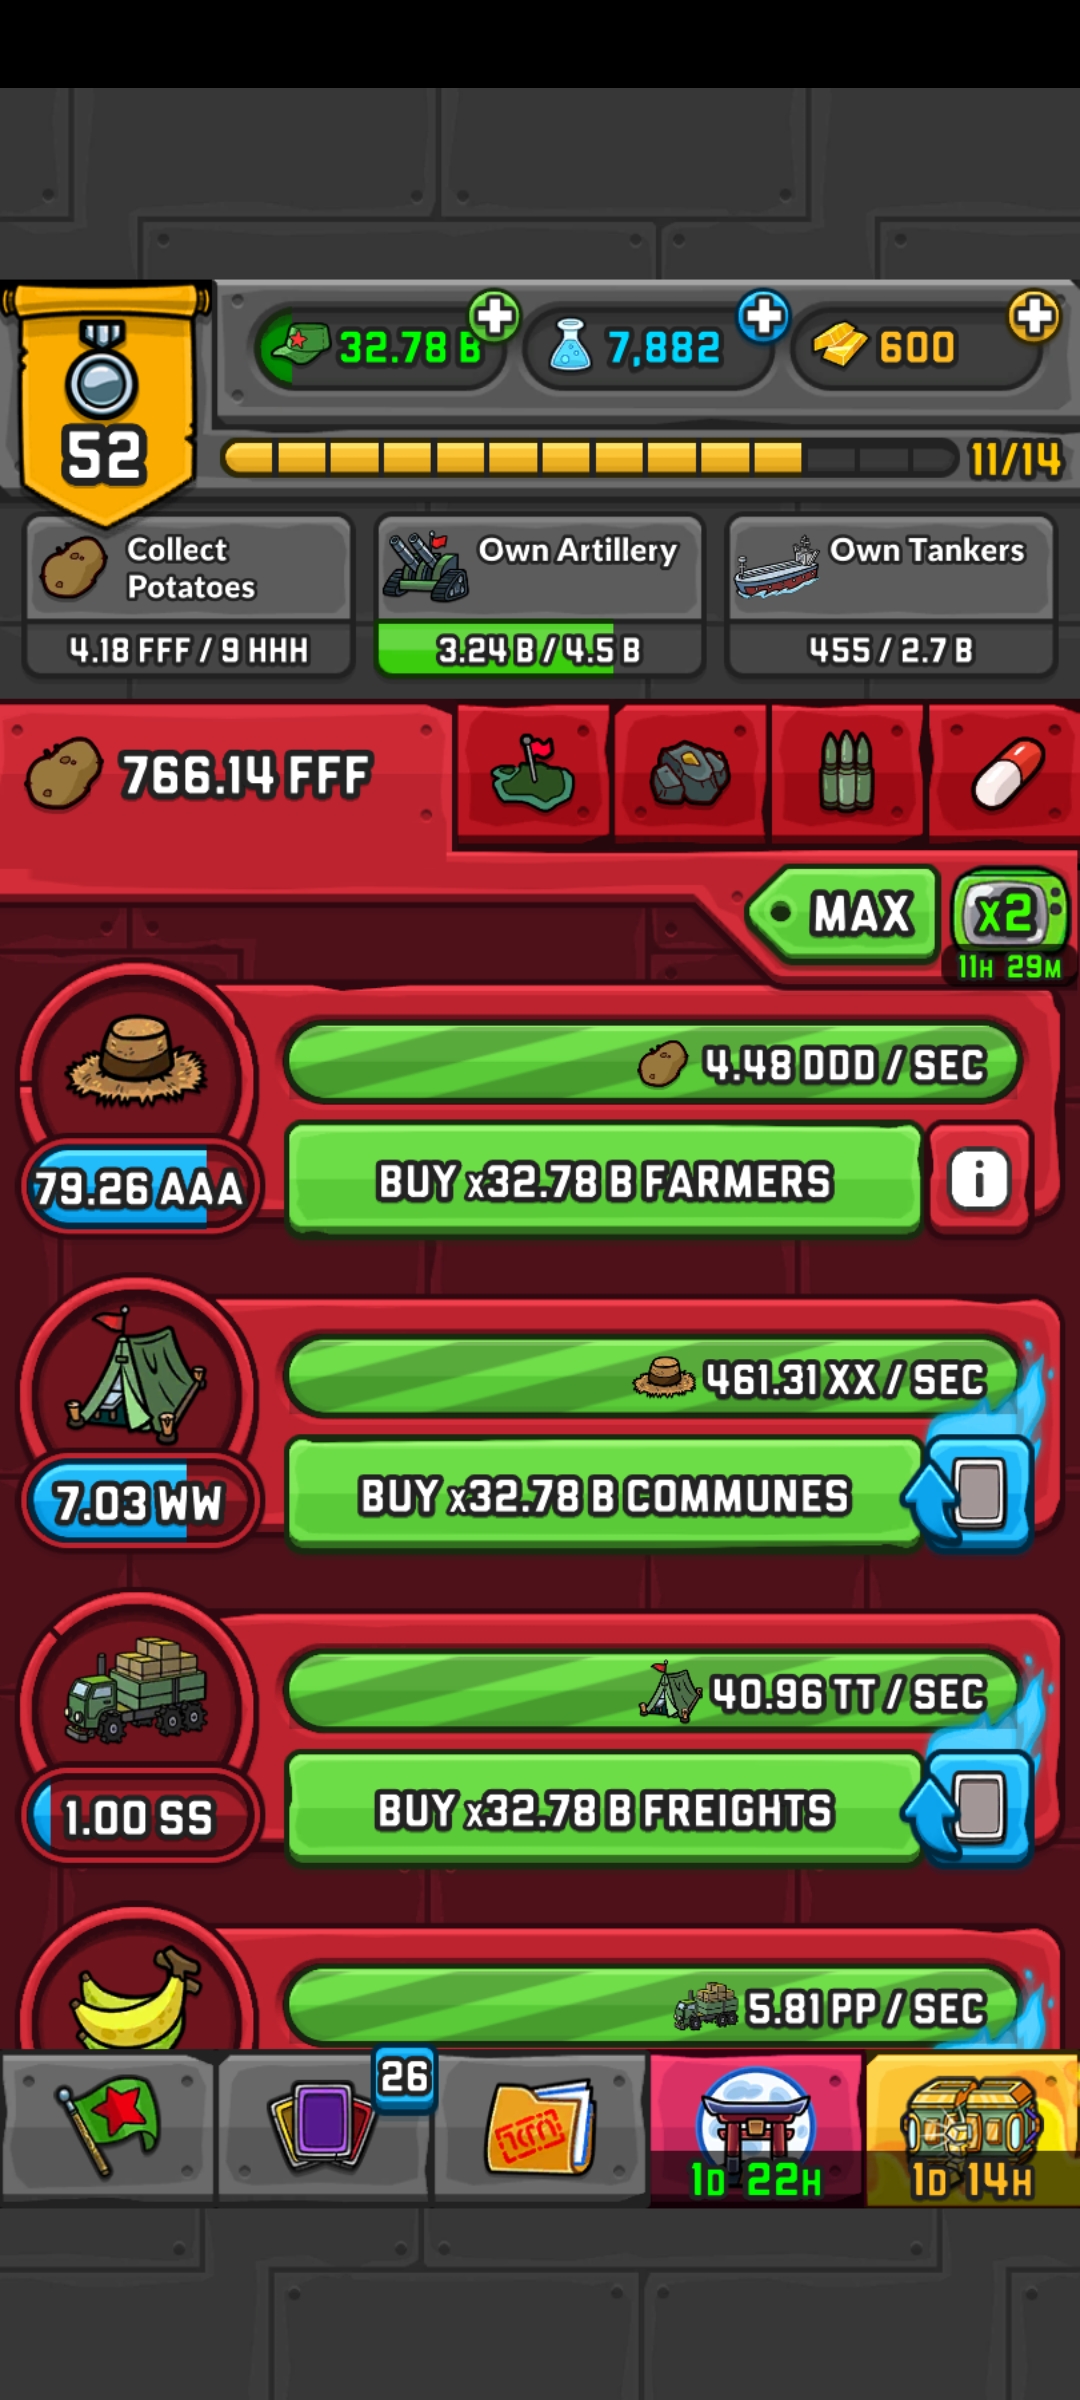 32.78 B
7,882
600
52
11/14
Collect
Potatoes
4.18 FFF / 9 HHH
Own Artillery
3.24 B / 4.5 B
Own Tankers
455 / 2.7 B
766.14 FFF
MAX
x2
11H 29M
4.48 DDD / SEC
79.26 AAA
BUY x32.78 B FARMERS
i
461.31 XX / SEC
7.03 WW
BUY x32.78 B COMMUNES
40.96 TT / SEC
1.00 SS
BUY x32.78 B FREIGHTS
5.81 PP / SEC
26
1D 22H
1D 14H